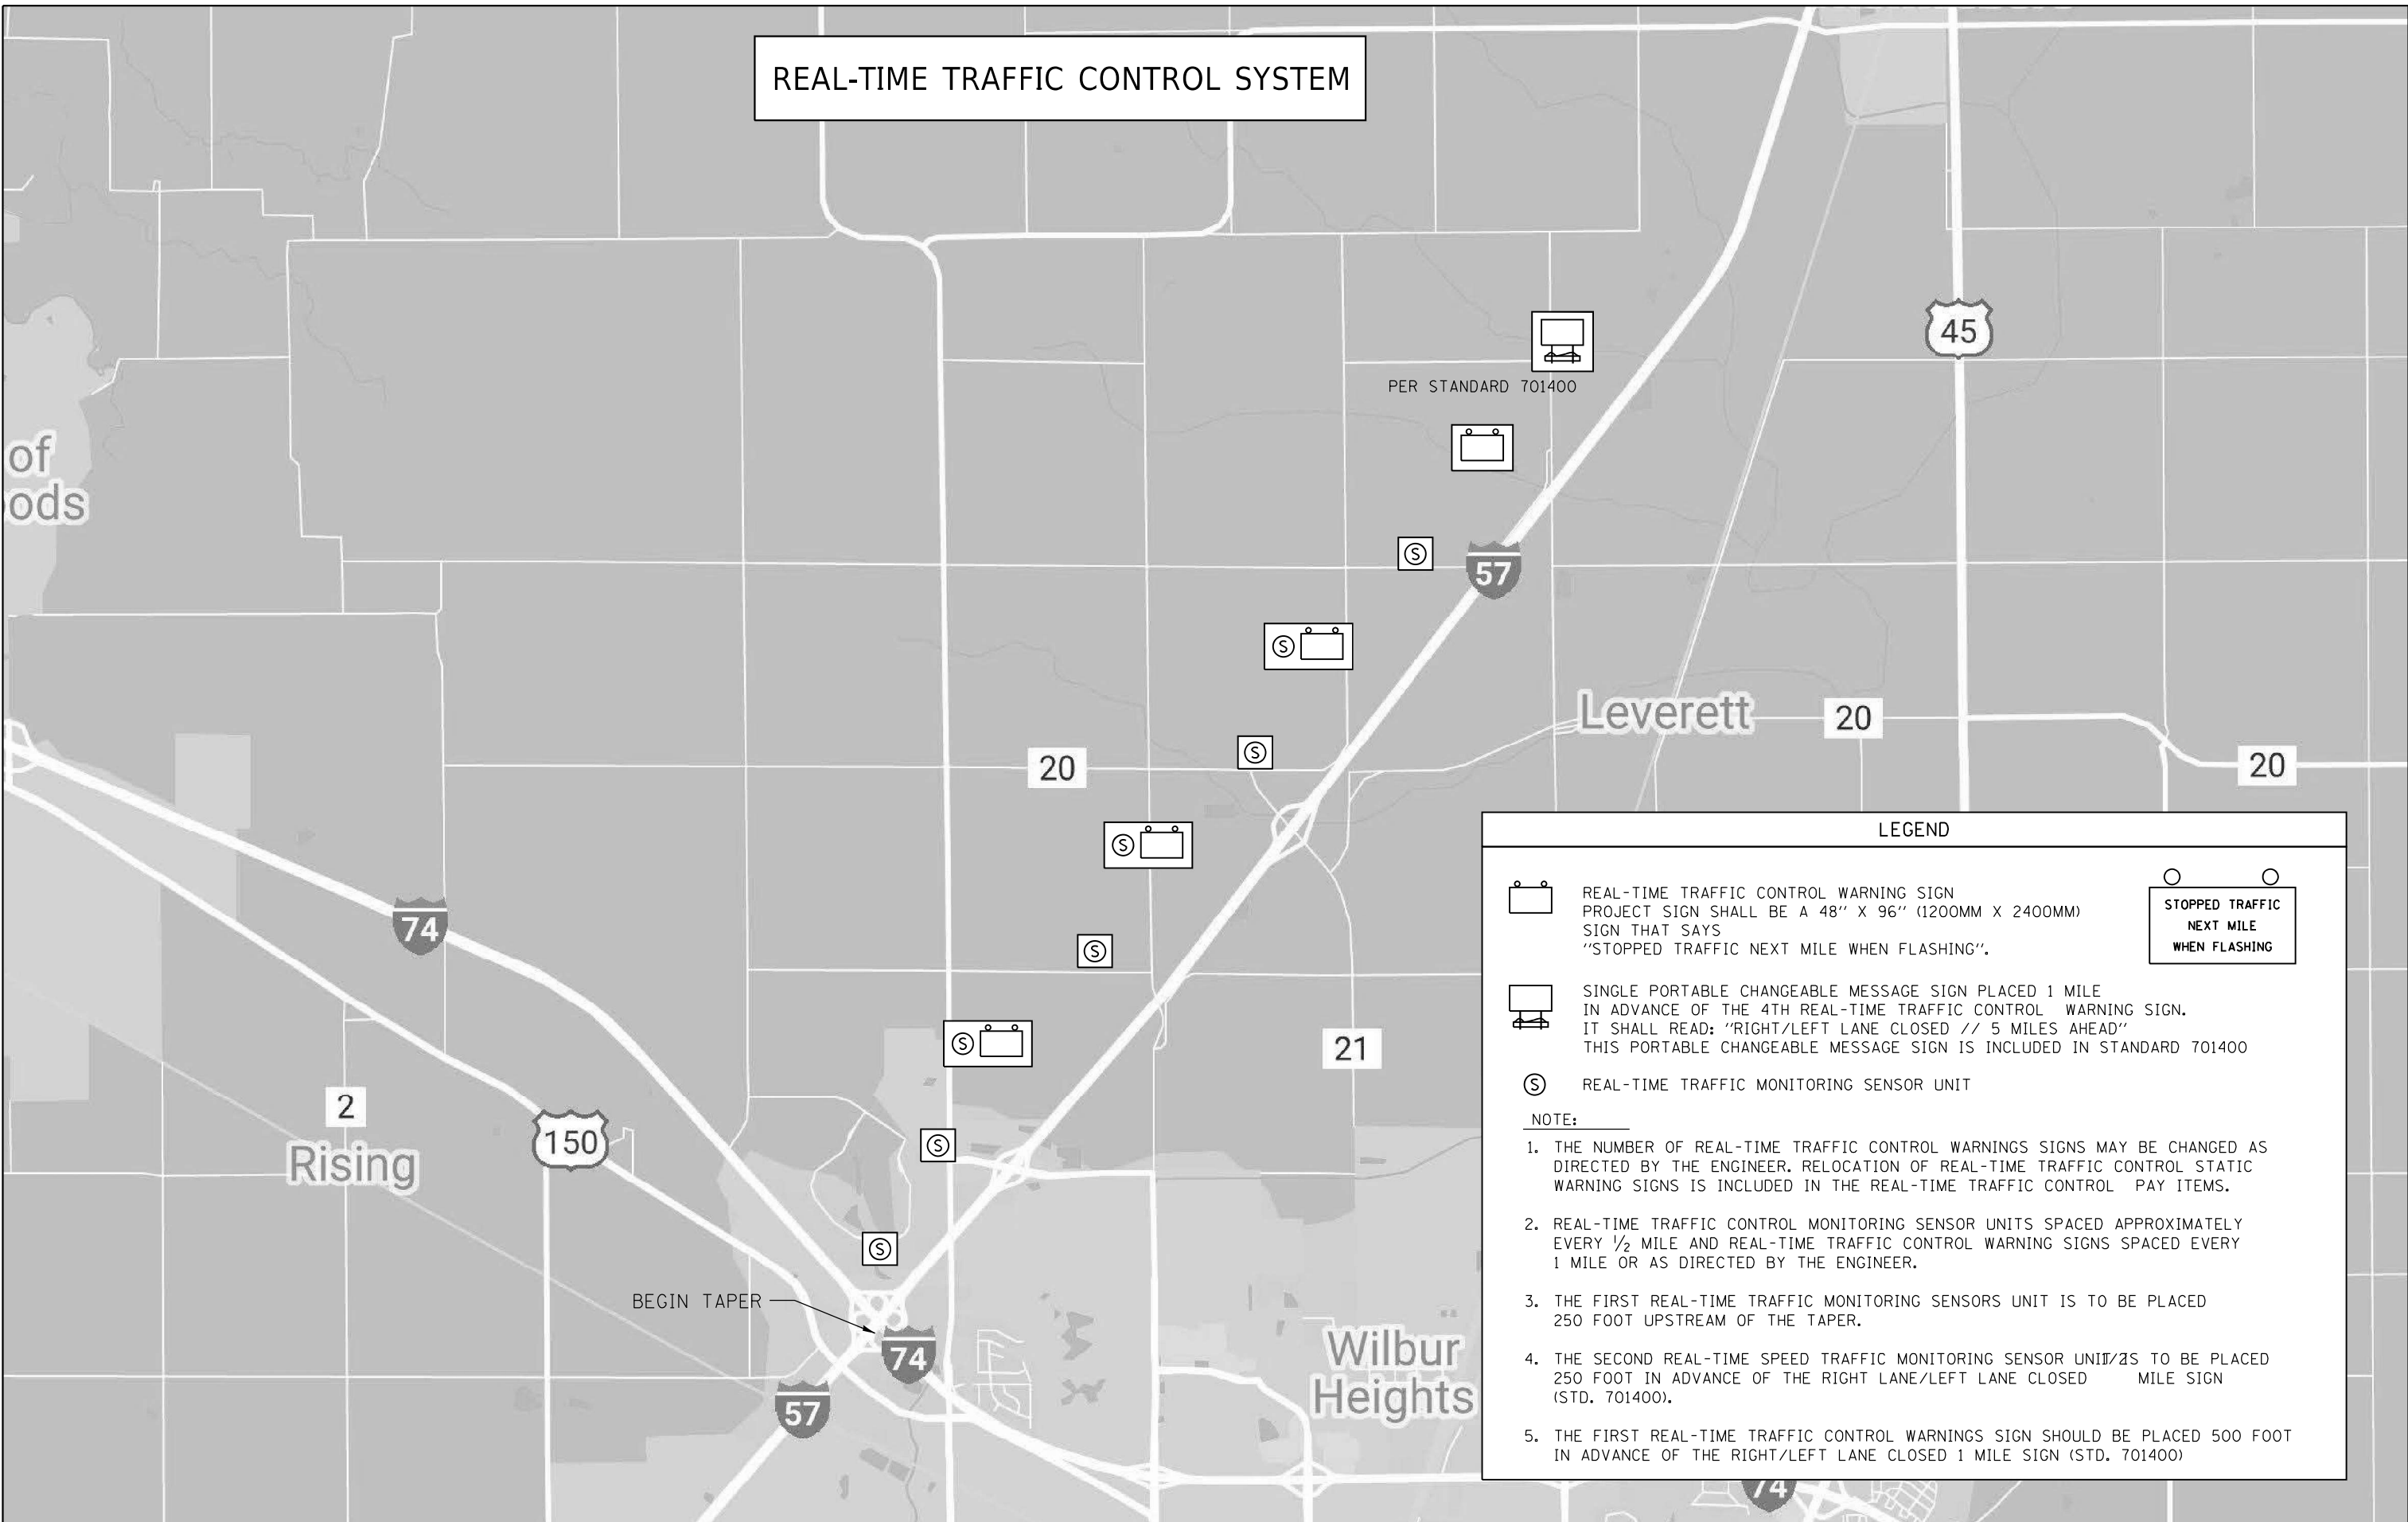 REAL-TIME TRAFFIC CONTROL SYSTEM
45
PER STANDARD 701400
of
ods
S
57
S
Leverett
20
S
20
20
S
74
S
S
21
2
Rising
150
S
S
BEGIN TAPER
74
57
Wilbur
Heights
74
LEGEND
REAL-TIME TRAFFIC CONTROL WARNING SIGN
PROJECT SIGN SHALL BE A 48'' X 96'' (1200MM X 2400MM)
SIGN THAT SAYS
''STOPPED TRAFFIC NEXT MILE WHEN FLASHING''.
STOPPED TRAFFIC
NEXT MILE
WHEN FLASHING
SINGLE PORTABLE CHANGEABLE MESSAGE SIGN PLACED 1 MILE
IN ADVANCE OF THE 4TH REAL-TIME TRAFFIC CONTROL WARNING SIGN.
IT SHALL READ: ''RIGHT/LEFT LANE CLOSED // 5 MILES AHEAD''
THIS PORTABLE CHANGEABLE MESSAGE SIGN IS INCLUDED IN STANDARD 701400
S REAL-TIME TRAFFIC MONITORING SENSOR UNIT
NOTE:
1. THE NUMBER OF REAL-TIME TRAFFIC CONTROL WARNINGS SIGNS MAY BE CHANGED AS
DIRECTED BY THE ENGINEER. RELOCATION OF REAL-TIME TRAFFIC CONTROL STATIC
WARNING SIGNS IS INCLUDED IN THE REAL-TIME TRAFFIC CONTROL PAY ITEMS.
2. REAL-TIME TRAFFIC CONTROL MONITORING SENSOR UNITS SPACED APPROXIMATELY
EVERY 1/2 MILE AND REAL-TIME TRAFFIC CONTROL WARNING SIGNS SPACED EVERY
1 MILE OR AS DIRECTED BY THE ENGINEER.
3. THE FIRST REAL-TIME TRAFFIC MONITORING SENSORS UNIT IS TO BE PLACED
250 FOOT UPSTREAM OF THE TAPER.
4. THE SECOND REAL-TIME SPEED TRAFFIC MONITORING SENSOR TO BE PLACED
250 FOOT IN ADVANCE OF THE RIGHT LANE/LEFT LANE CLOSED MILE SIGN
(STD. 701400).
5. THE FIRST REAL-TIME TRAFFIC CONTROL WARNINGS SIGN SHOULD BE PLACED 500 FOOT
IN ADVANCE OF THE RIGHT/LEFT LANE CLOSED 1 MILE SIGN (STD. 701400)